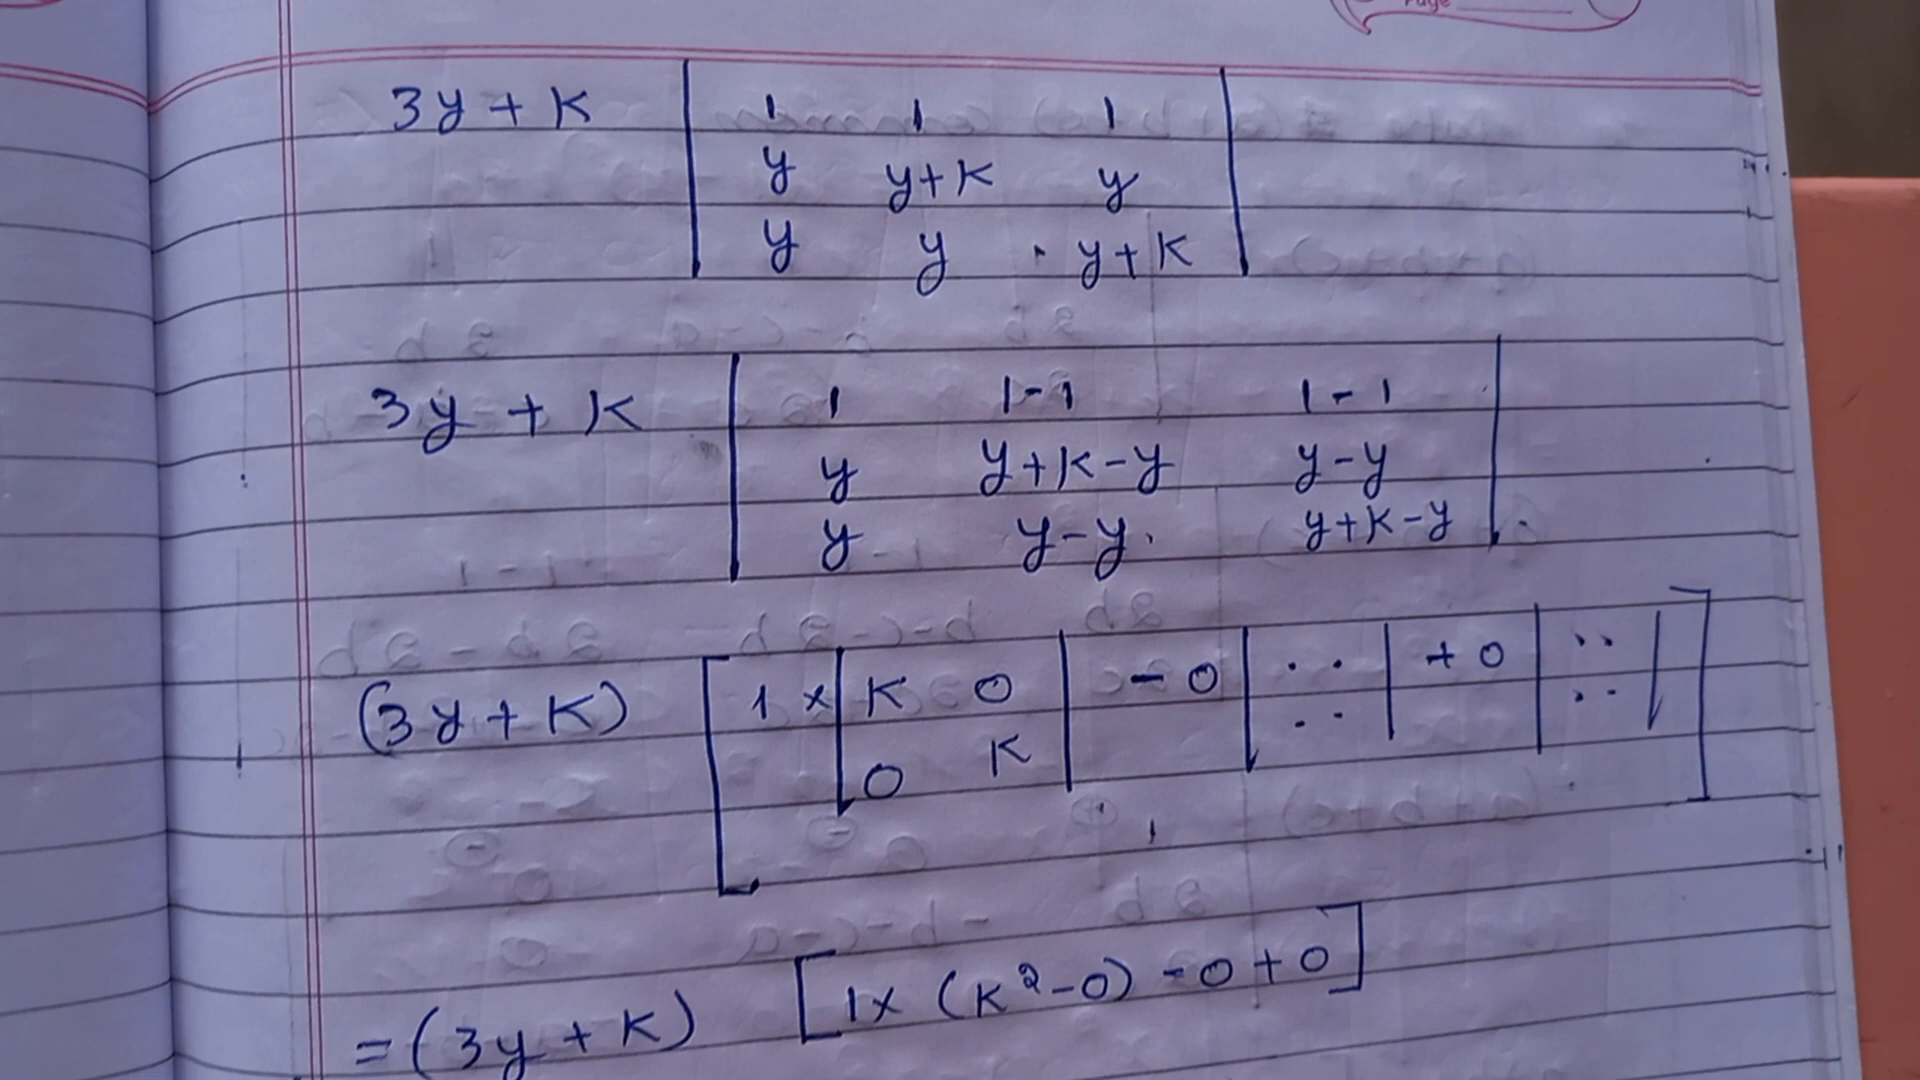 Page
3y + K | 1 1 1 |
| y y+K y |
| y y y+K |
3y + K | 1 1-1 1-1 |
| y y+K-y y-y |
| y y-y y+K-y |
(3y + K) [ 1 × | K 0 | - 0 | . . | + 0 | . . | ]
| 0 K | | . . | | . . |
= (3y + K) [1× (K²-0) - 0 + 0]